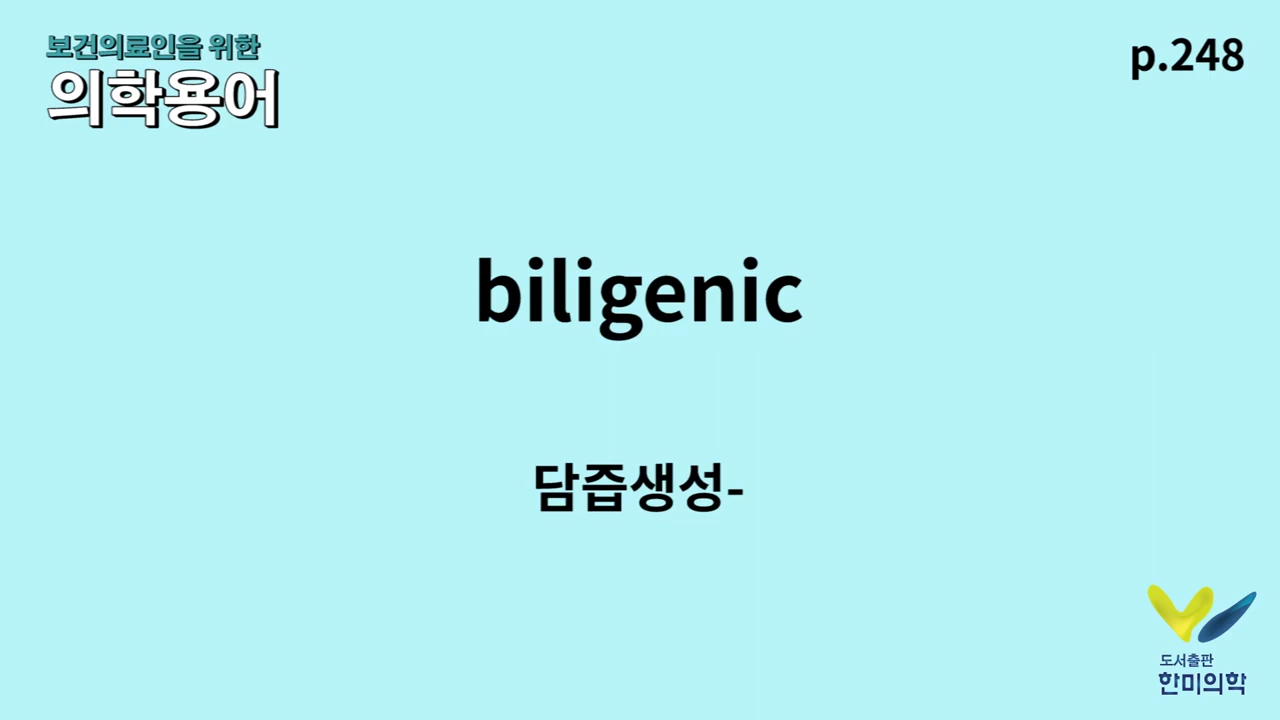 보건의료인을 위한
의학용어
p.248
biligenic
담즙생성-
도서출판
한미의학